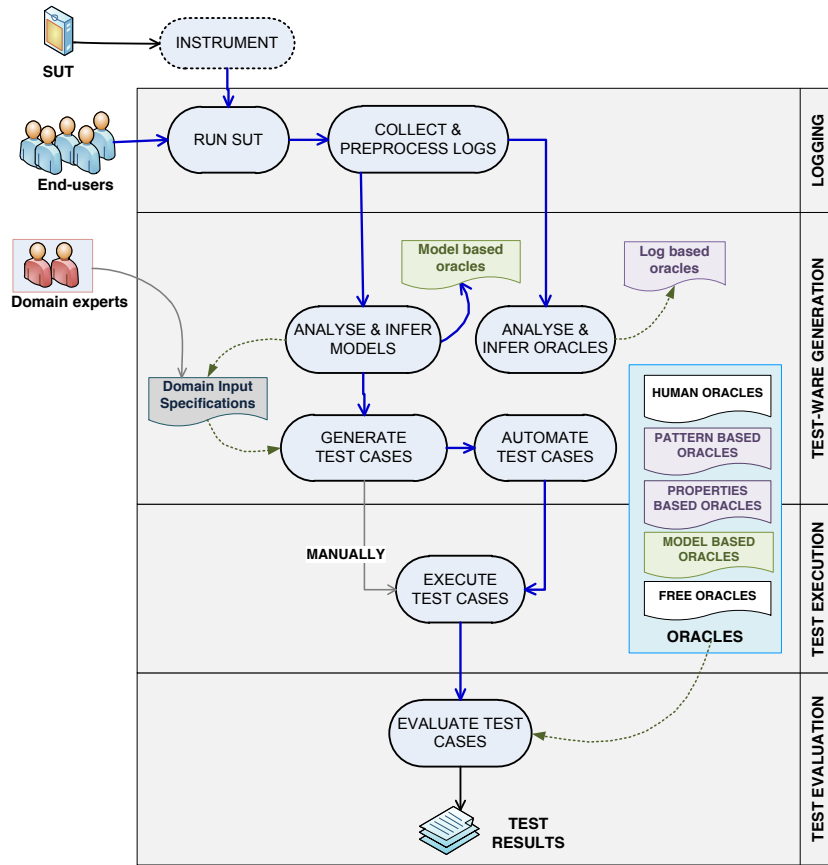 INSTRUMENT
SUT
RUN SUT
COLLECT &
PREPROCESS LOGS
End-users
LOGGING
Model based
oracles
Log based
oracles
Domain experts
ANALYSE & INFER
MODELS
ANALYSE &
INFER ORACLES
Domain Input
Specifications
GENERATE
TEST CASES
AUTOMATE
TEST CASES
TEST-WARE GENERATION
HUMAN ORACLES
PATTERN BASED
ORACLES
PROPERTIES
BASED ORACLES
MODEL BASED
ORACLES
FREE ORACLES
ORACLES
MANUALLY
EXECUTE
TEST CASES
TEST EXECUTION
EVALUATE TEST
CASES
TEST
RESULTS
TEST EVALUATION